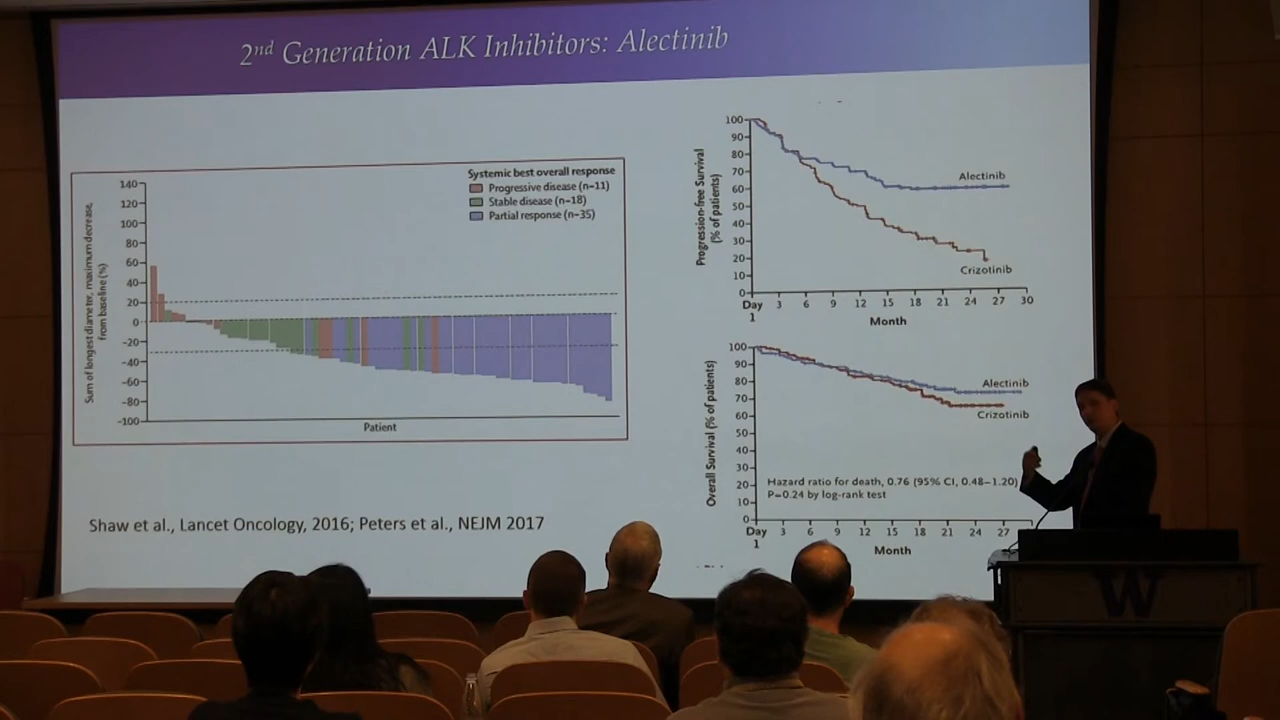 2nd Generation ALK Inhibitors: Alectinib
Sum of longest diameter, maximum decrease,
from baseline (%)
140
120
100
80
60
40
20
0
-20
-40
-60
-80
-100
Systemic best overall response
Progressive disease (n=11)
Stable disease (n=18)
Partial response (n=35)
Patient
Shaw et al., Lancet Oncology, 2016; Peters et al., NEJM 2017
Progression-free Survival
(% of patients)
100
90
80
70
60
50
40
30
20
10
0
Alectinib
Crizotinib
Day 3 6 9 12 15 18 21 24 27 30
1
Month
Overall Survival (% of patients)
100
90
80
70
60
50
40
30
20
10
0
Alectinib
Crizotinib
Hazard ratio for death, 0.76 (95% CI, 0.48–1.20)
P=0.24 by log-rank test
Day 3 6 9 12 15 18 21 24 27
1
Month
W